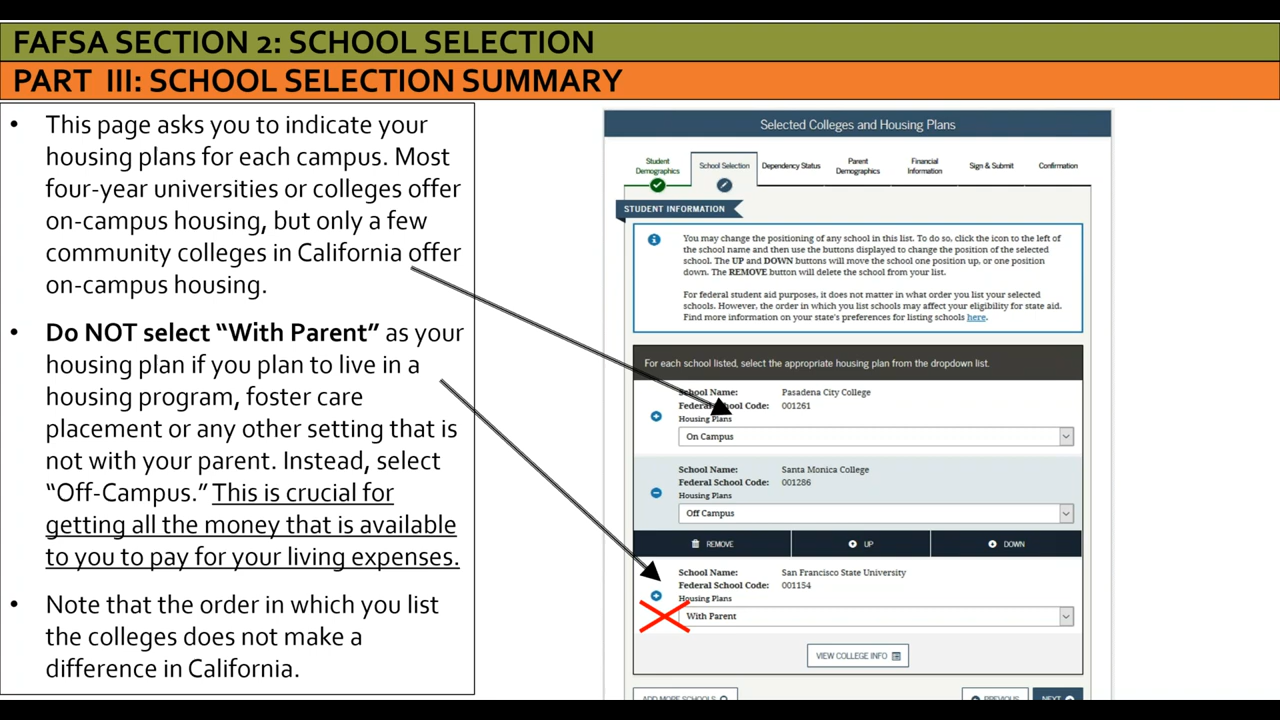 FAFSA SECTION 2: SCHOOL SELECTION
PART III: SCHOOL SELECTION SUMMARY
• This page asks you to indicate your
housing plans for each campus. Most
four-year universities or colleges offer
on-campus housing, but only a few
community colleges in California offer
on-campus housing.
• Do NOT select “With Parent” as your
housing plan if you plan to live in a
housing program, foster care
placement or any other setting that is
not with your parent. Instead, select
“Off-Campus.” This is crucial for
getting all the money that is available
to you to pay for your living expenses.
• Note that the order in which you list
the colleges does not make a
difference in California.
Selected Colleges and Housing Plans
Student Demographics
School Selection
Dependency Status
Parent Demographics
Financial Information
Sign & Submit
Confirmation
STUDENT INFORMATION
You may change the positioning of any school in this list. To do so, click the icon to the left of
the school name and then use the buttons displayed to change the position of the selected
school. The UP and DOWN buttons will move the school one position up, or one position
down. The REMOVE button will delete the school from your list.
For federal student aid purposes, it does not matter in what order you list your selected
schools. However, the order in which you list schools may affect your eligibility for state aid.
Find more information on your state's preferences for listing schools here.
For each school listed, select the appropriate housing plan from the dropdown list.
School Name: Pasadena City College
Federal School Code: 001261
Housing Plans
On Campus
School Name: Santa Monica College
Federal School Code: 001286
Housing Plans
Off Campus
REMOVE UP DOWN
School Name: San Francisco State University
Federal School Code: 001154
Housing Plans
With Parent
VIEW COLLEGE INFO
ADD MORE SCHOOLS PREVIOUS NEXT